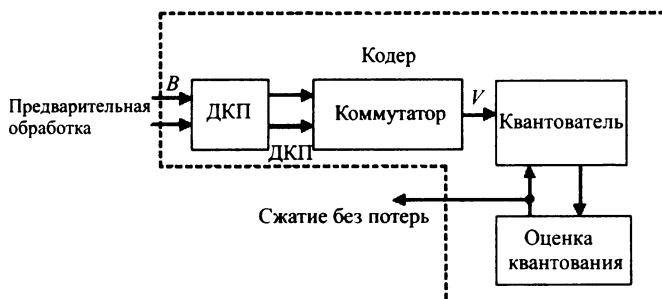 Кодер
B
Предварительная
обработка
ДКП
ДКП
Коммутатор
V
Квантователь
Сжатие без потерь
Оценка
квантования